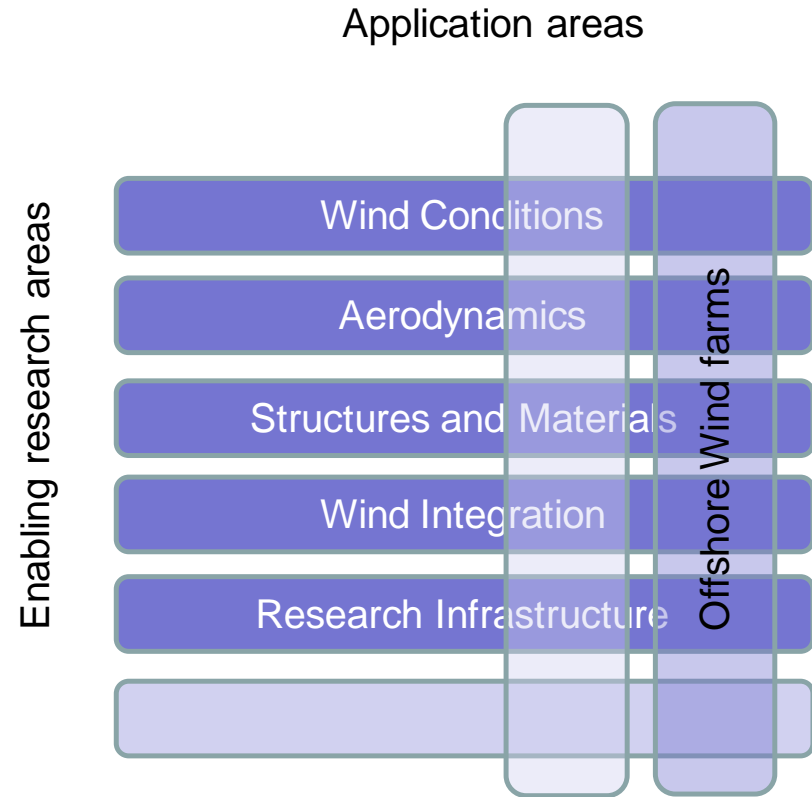 Application areas
Enabling research areas
Wind Conditions
Aerodynamics
Structures and Materials
Wind Integration
Research Infrastructure
Offshore Wind farms